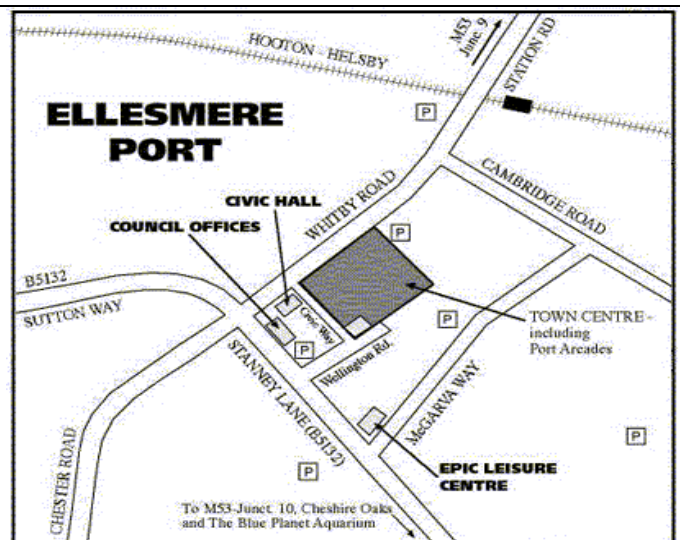 M53
Junc. 9
STATION RD
HOOTON - HELSBY
P
ELLESMERE
PORT
CAMBRIDGE ROAD
CIVIC HALL
WHITBY ROAD
COUNCIL OFFICES
P
B5132
SUTTON WAY
Civic Way
P
TOWN CENTRE -
including
Port Arcades
P
Wellington Rd.
STANNEY LANE (B5132)
McGARVA WAY
P
CHESTER ROAD
P
EPIC LEISURE
CENTRE
To M53-Junct. 10, Cheshire Oaks
and The Blue Planet Aquarium